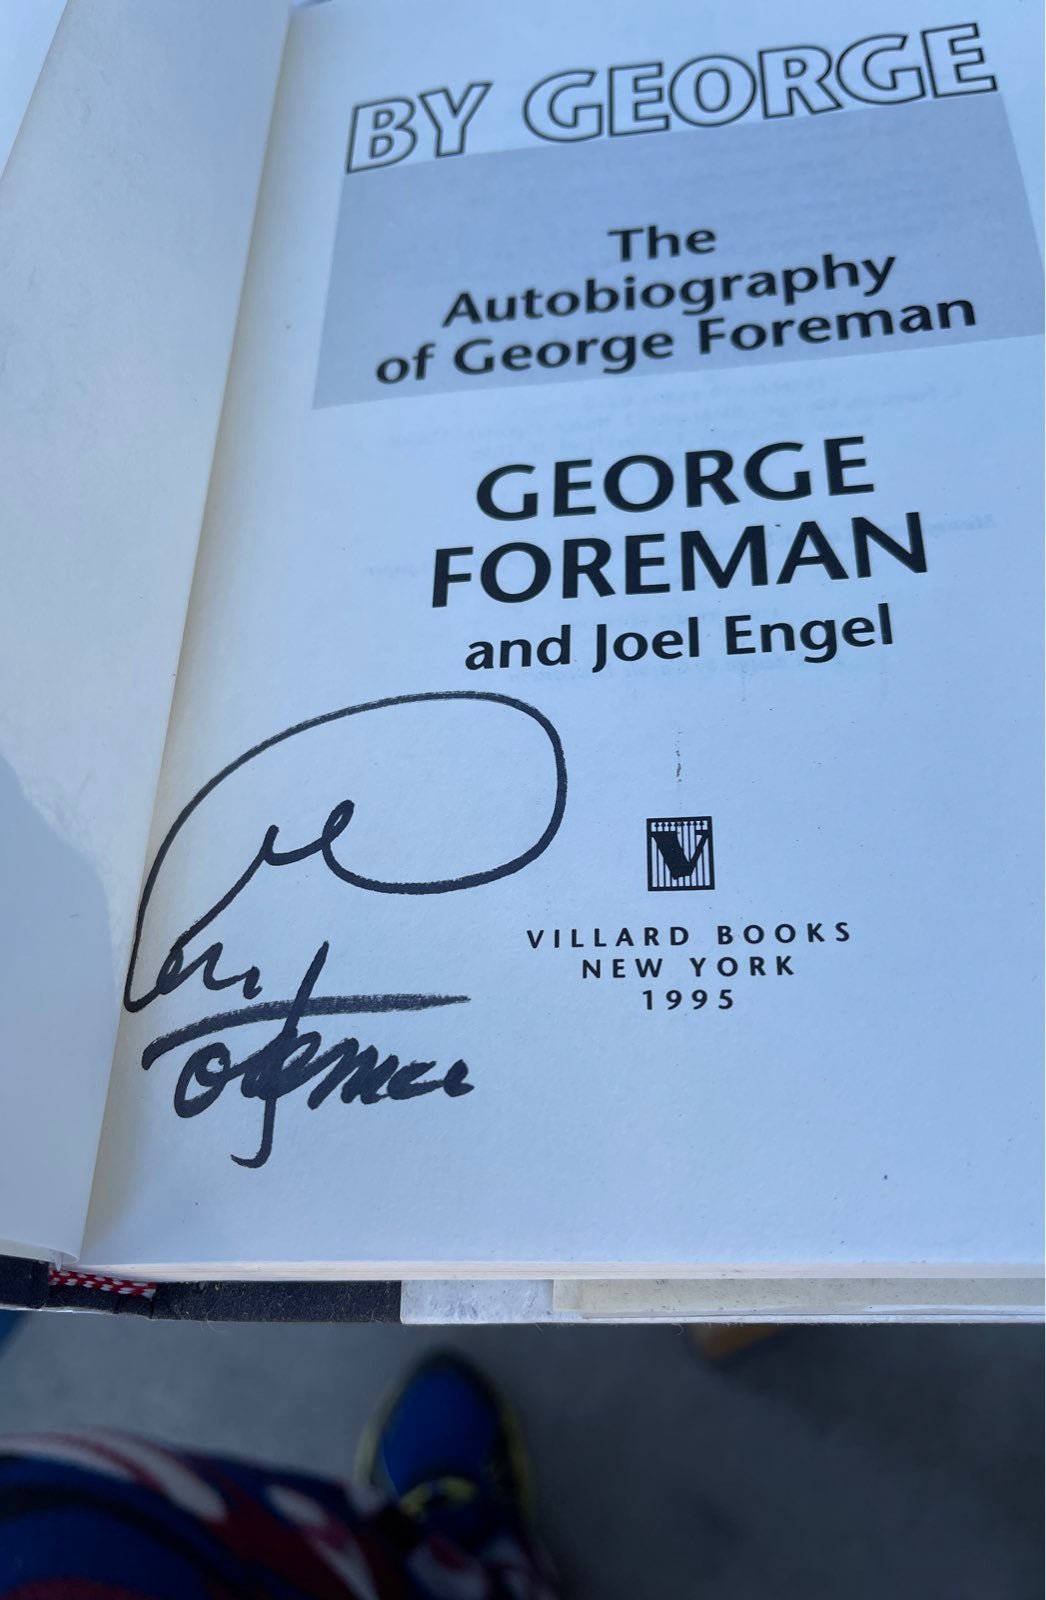 BY GEORGE
The
Autobiography
of George Foreman
GEORGE
FOREMAN
and Joel Engel
V
VILLARD BOOKS
NEW YORK
1995